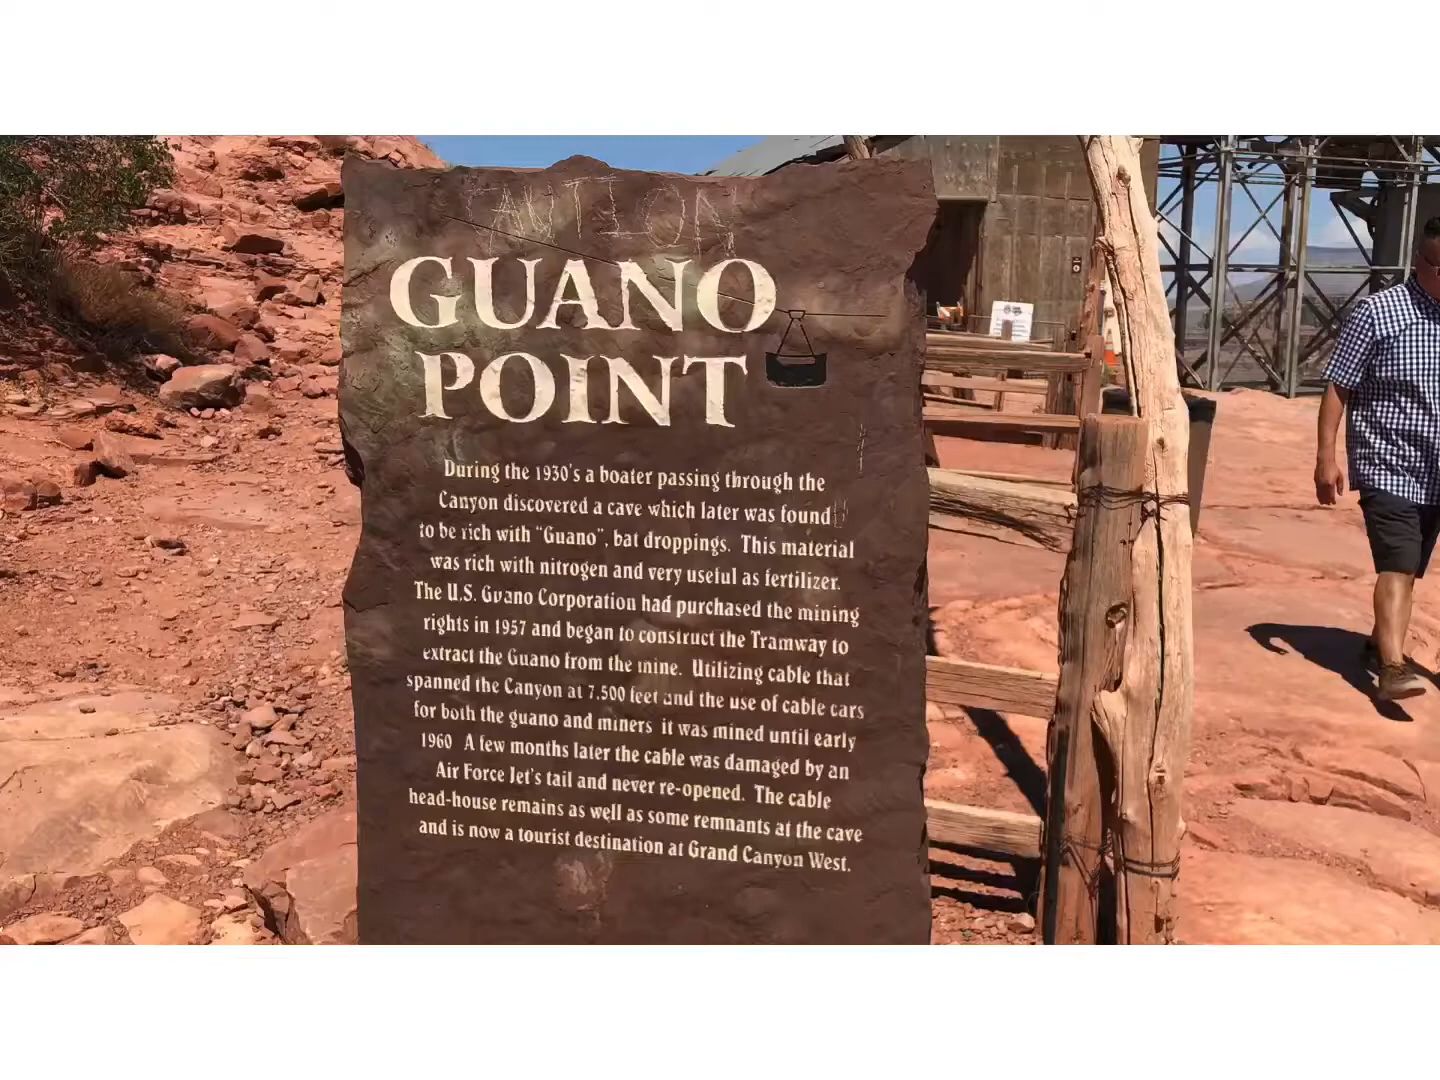 GUANO
POINT
During the 1930's a boater passing through the
Canyon discovered a cave which later was found
to be rich with "Guano", bat droppings. This material
was rich with nitrogen and very useful as fertilizer.
The U.S. Guano Corporation had purchased the mining
rights in 1957 and began to construct the Tramway to
extract the Guano from the mine. Utilizing cable that
spanned the Canyon at 7,500 feet and the use of cable cars
for both the guano and miners it was mined until early
1960 A few months later the cable was damaged by an
Air Force Jet's tail and never re-opened. The cable
head-house remains as well as some remnants at the cave
and is now a tourist destination at Grand Canyon West.